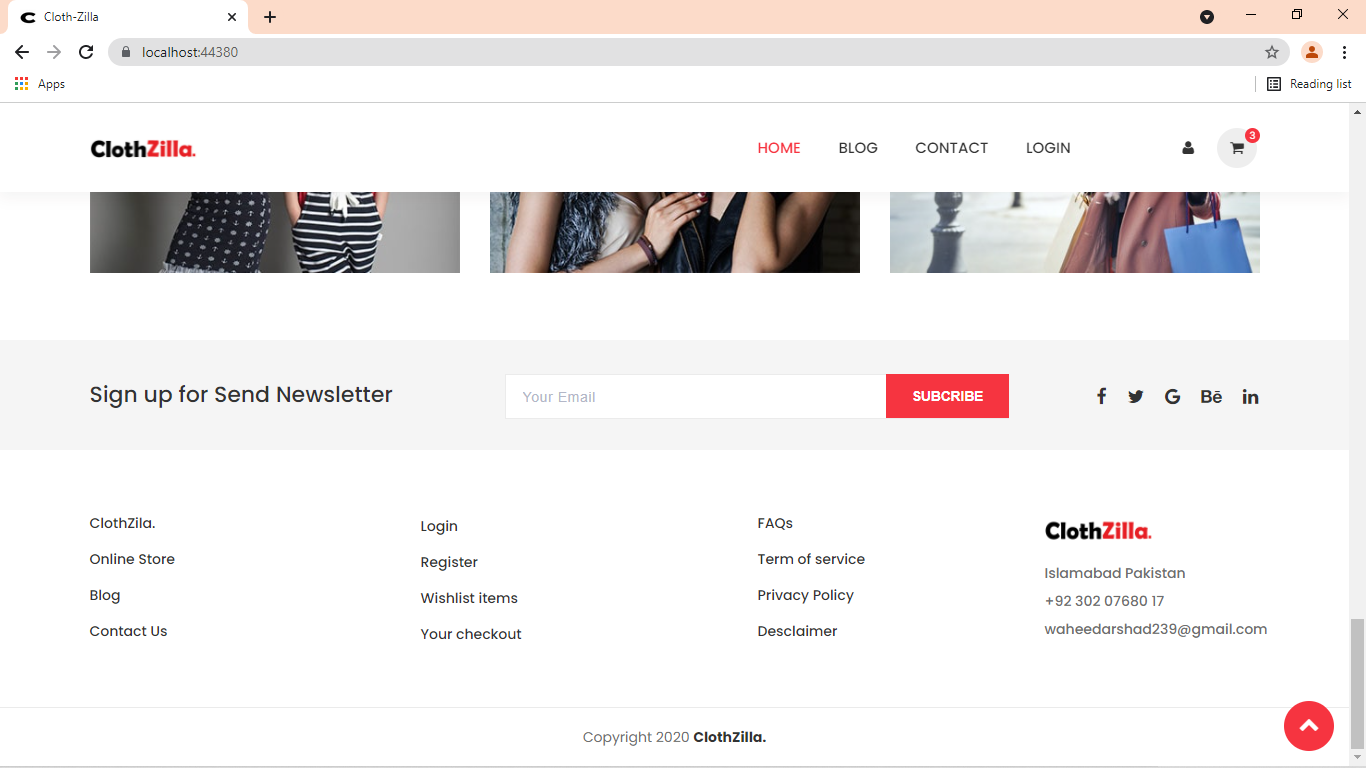 Cloth-Zilla
localhost:44380
Apps
Reading list
ClothZilla.
HOME
BLOG
CONTACT
LOGIN
3
Sign up for Send Newsletter
Your Email
SUBCRIBE
Bē
ClothZila.
Online Store
Blog
Contact Us
Login
Register
Wishlist items
Your checkout
FAQs
Term of service
Privacy Policy
Desclaimer
ClothZilla.
Islamabad Pakistan
+92 302 07680 17
waheedarshad239@gmail.com
Copyright 2020 ClothZilla.